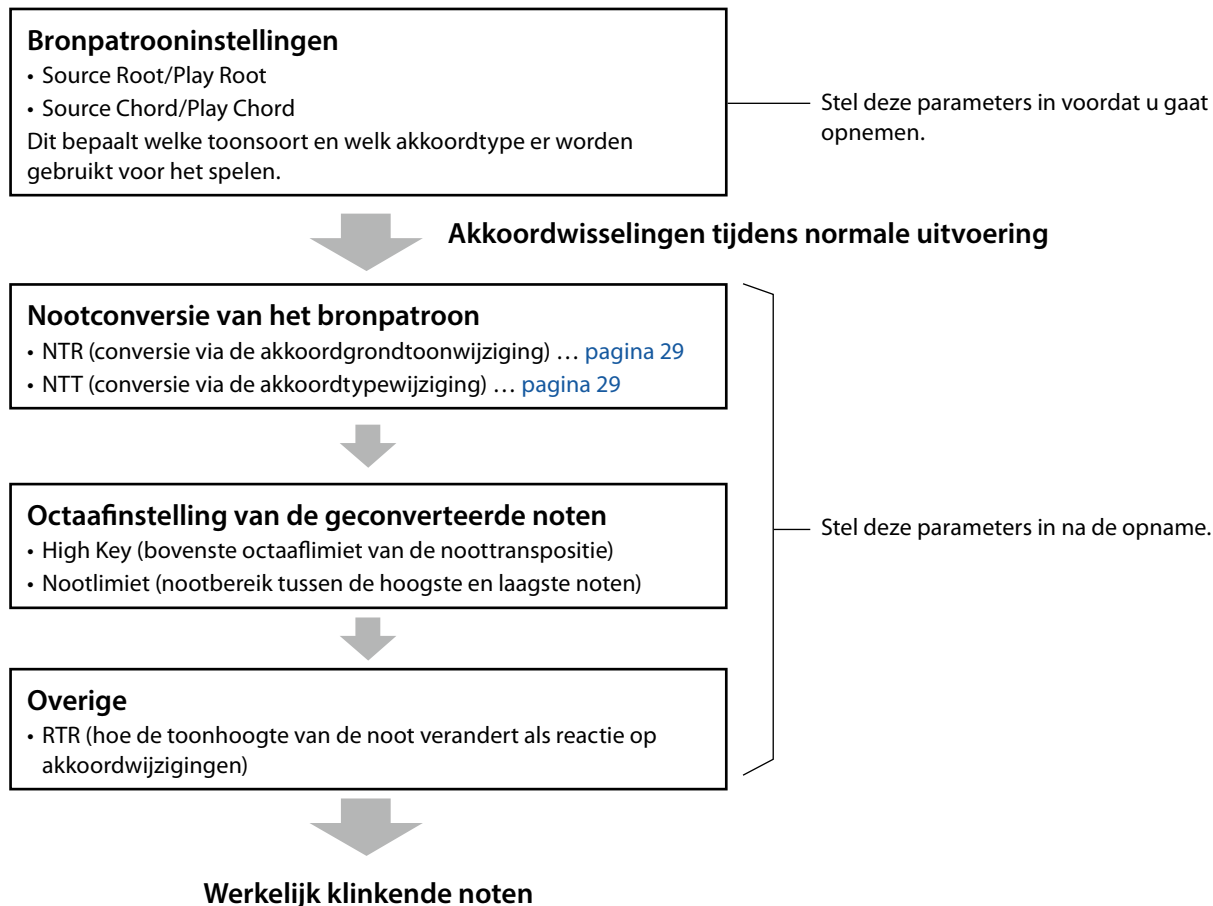 Bronpatrooninstellingen
• Source Root/Play Root
• Source Chord/Play Chord
Dit bepaalt welke toonsoort en welk akkoordtype er worden
gebruikt voor het spelen.
Stel deze parameters in voordat u gaat
opnemen.
Akkoordwisselingen tijdens normale uitvoering
Nootconversie van het bronpatroon
• NTR (conversie via de akkoordgrondtoonwijziging) … pagina 29
• NTT (conversie via de akkoordtypewijziging) … pagina 29
Octaafinstelling van de geconverteerde noten
• High Key (bovenste octaaflimiet van de noottranspositie)
• Nootlimiet (nootbereik tussen de hoogste en laagste noten)
Stel deze parameters in na de opname.
Overige
• RTR (hoe de toonhoogte van de noot verandert als reactie op
akkoordwijzigingen)
Werkelijk klinkende noten